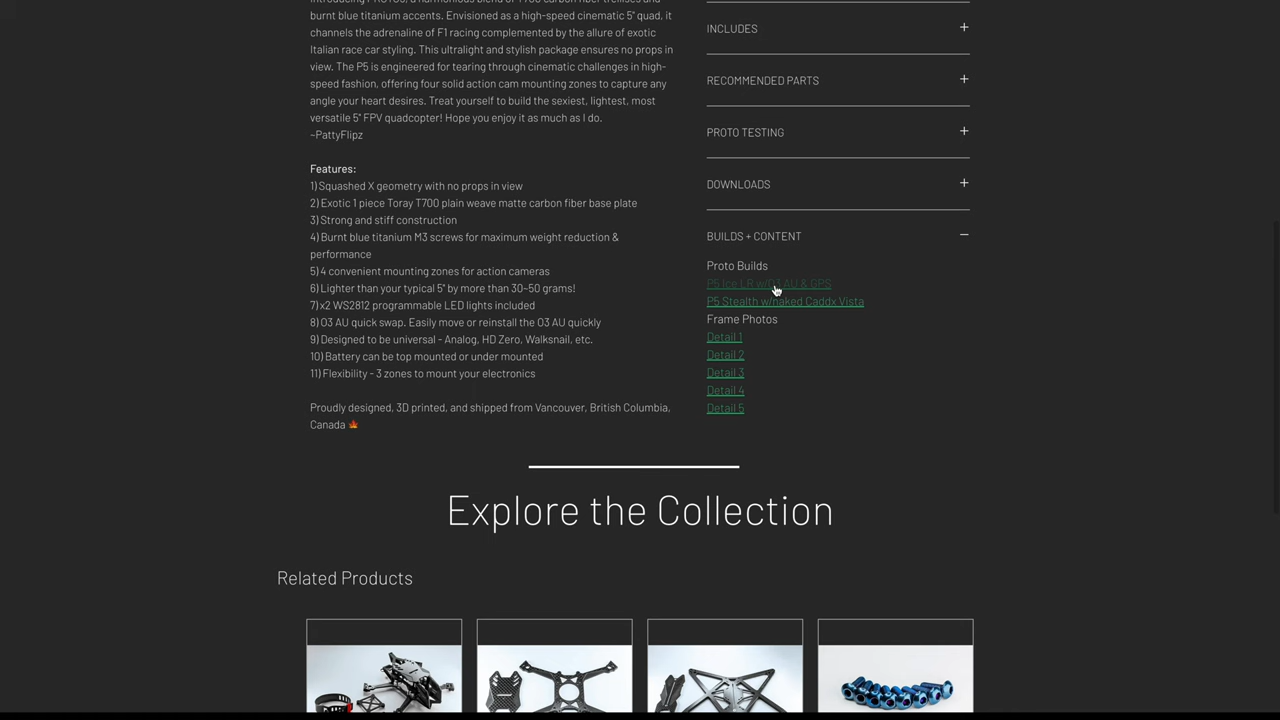 burnt blue titanium accents. Envisioned as a high-speed cinematic 5" quad, it
channels the adrenaline of F1 racing complemented by the allure of exotic
Italian race car styling. This ultralight and stylish package ensures no props in
view. The P5 is engineered for tearing through cinematic challenges in high-
speed fashion, offering four solid action cam mounting zones to capture any
angle your heart desires. Treat yourself to build the sexiest, lightest, most
versatile 5" FPV quadcopter! Hope you enjoy it as much as I do.
~PattyFlipz
Features:
1) Squashed X geometry with no props in view
2) Exotic 1 piece Toray T700 plain weave matte carbon fiber base plate
3) Strong and stiff construction
4) Burnt blue titanium M3 screws for maximum weight reduction &
performance
5) 4 convenient mounting zones for action cameras
6) Lighter than your typical 5" by more than 30-50 grams!
7) x2 WS2812 programmable LED lights included
8) O3 AU quick swap. Easily move or reinstall the O3 AU quickly
9) Designed to be universal - Analog, HD Zero, Walksnail, etc.
10) Battery can be top mounted or under mounted
11) Flexibility - 3 zones to mount your electronics
Proudly designed, 3D printed, and shipped from Vancouver, British Columbia,
Canada 🍁
INCLUDES +
RECOMMENDED PARTS +
PROTO TESTING +
DOWNLOADS +
BUILDS + CONTENT −
Proto Builds
P5 Ice LR w/O3 AU & GPS
P5 Stealth w/naked Caddx Vista
Frame Photos
Detail 1
Detail 2
Detail 3
Detail 4
Detail 5
Explore the Collection
Related Products